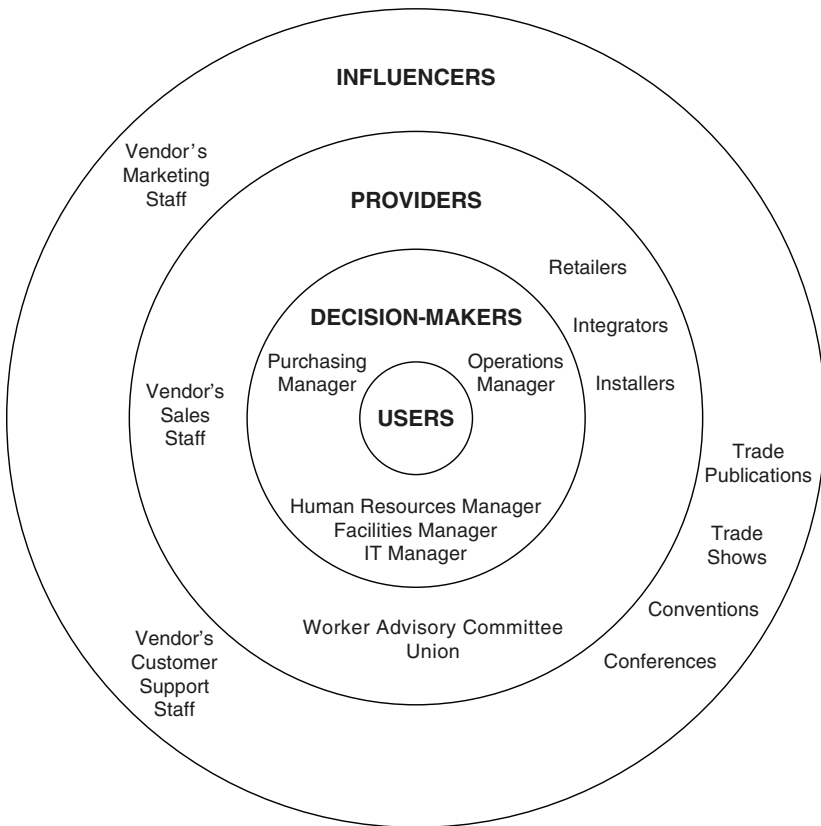 INFLUENCERS
Vendor's
Marketing
Staff
PROVIDERS
Retailers
Integrators
Installers
DECISION-MAKERS
Purchasing
Manager
Operations
Manager
USERS
Vendor's
Sales
Staff
Human Resources Manager
Facilities Manager
IT Manager
Trade
Publications
Trade
Shows
Conventions
Conferences
Worker Advisory Committee
Union
Vendor's
Customer
Support
Staff